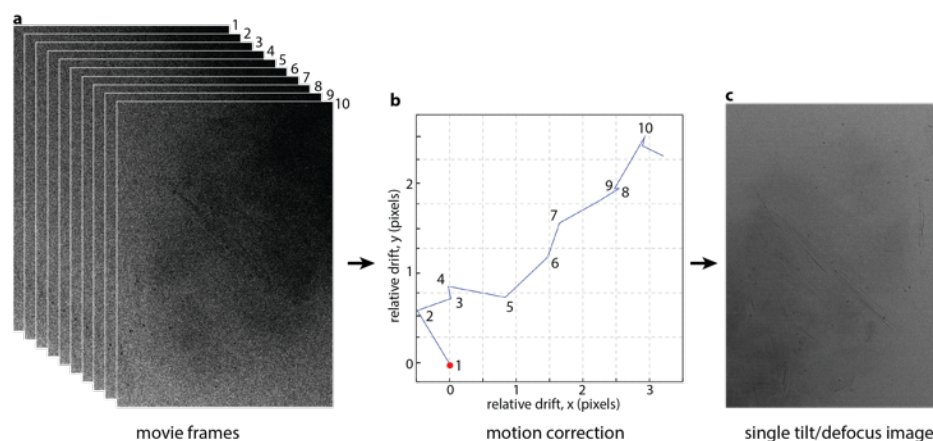 a
1
2
3
4
5
6
7
8
9
10
movie frames
b
relative drift, y (pixels)
2
1
0
10
9
8
7
6
5
4
3
2
1
0 1 2 3
relative drift, x (pixels)
motion correction
c
single tilt/defocus image